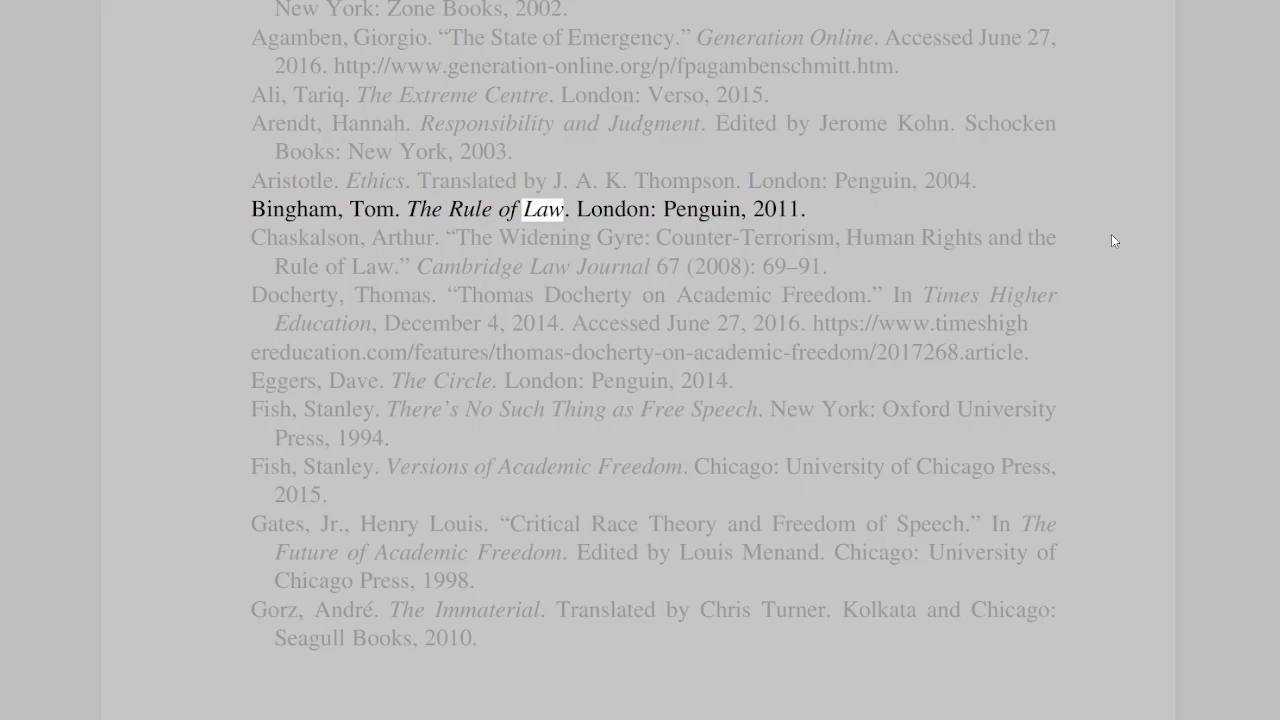 New York: Zone Books, 2002.
Agamben, Giorgio. “The State of Emergency.” Generation Online. Accessed June 27,
2016. http://www.generation-online.org/p/fpagambenschmitt.htm.
Ali, Tariq. The Extreme Centre. London: Verso, 2015.
Arendt, Hannah. Responsibility and Judgment. Edited by Jerome Kohn. Schocken
Books: New York, 2003.
Aristotle. Ethics. Translated by J. A. K. Thompson. London: Penguin, 2004.
Bingham, Tom. The Rule of Law. London: Penguin, 2011.
Chaskalson, Arthur. “The Widening Gyre: Counter-Terrorism, Human Rights and the
Rule of Law.” Cambridge Law Journal 67 (2008): 69–91.
Docherty, Thomas. “Thomas Docherty on Academic Freedom.” In Times Higher
Education, December 4, 2014. Accessed June 27, 2016. https://www.timeshigh
ereducation.com/features/thomas-docherty-on-academic-freedom/2017268.article.
Eggers, Dave. The Circle. London: Penguin, 2014.
Fish, Stanley. There’s No Such Thing as Free Speech. New York: Oxford University
Press, 1994.
Fish, Stanley. Versions of Academic Freedom. Chicago: University of Chicago Press,
2015.
Gates, Jr., Henry Louis. “Critical Race Theory and Freedom of Speech.” In The
Future of Academic Freedom. Edited by Louis Menand. Chicago: University of
Chicago Press, 1998.
Gorz, André. The Immaterial. Translated by Chris Turner. Kolkata and Chicago:
Seagull Books, 2010.